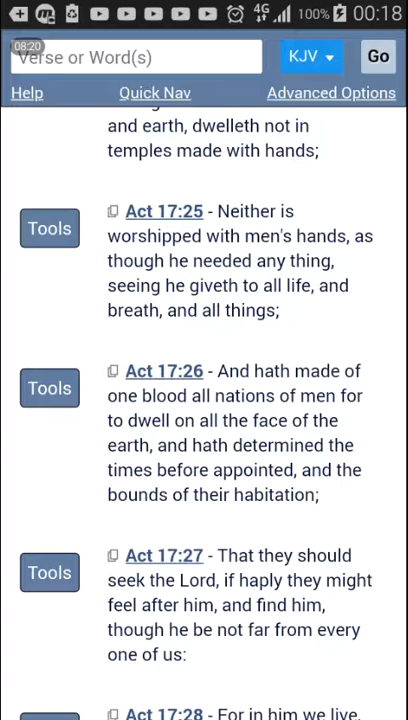 4G 100% 00:18
08:20
Verse or Word(s) KJV Go
Help Quick Nav Advanced Options
and earth, dwelleth not in
temples made with hands;
Tools
Act 17:25 - Neither is
worshipped with men's hands, as
though he needed any thing,
seeing he giveth to all life, and
breath, and all things;
Tools
Act 17:26 - And hath made of
one blood all nations of men for
to dwell on all the face of the
earth, and hath determined the
times before appointed, and the
bounds of their habitation;
Tools
Act 17:27 - That they should
seek the Lord, if haply they might
feel after him, and find him,
though he be not far from every
one of us:
Act 17:28 - For in him we live,